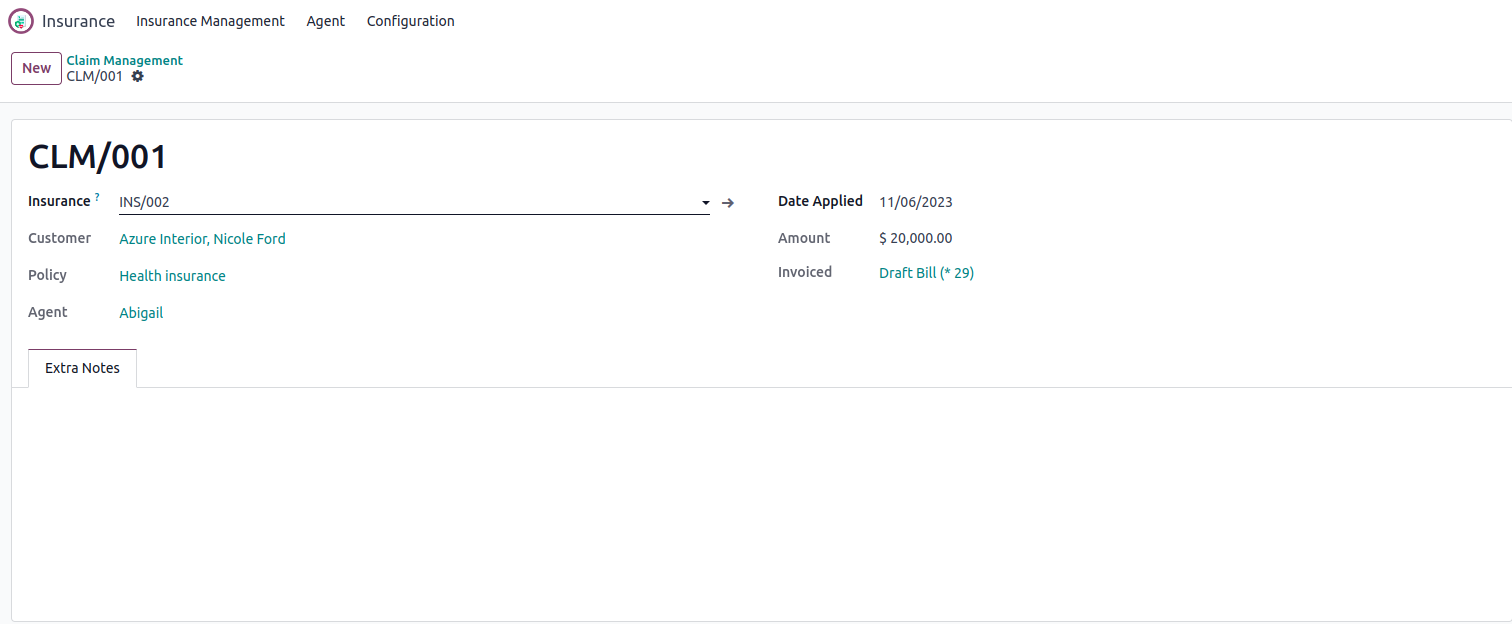 Insurance Insurance Management Agent Configuration
New Claim Management
CLM/001
CLM/001
Insurance ? INS/002 Date Applied 11/06/2023
Customer Azure Interior, Nicole Ford Amount $ 20,000.00
Policy Health insurance Invoiced Draft Bill (* 29)
Agent Abigail
Extra Notes